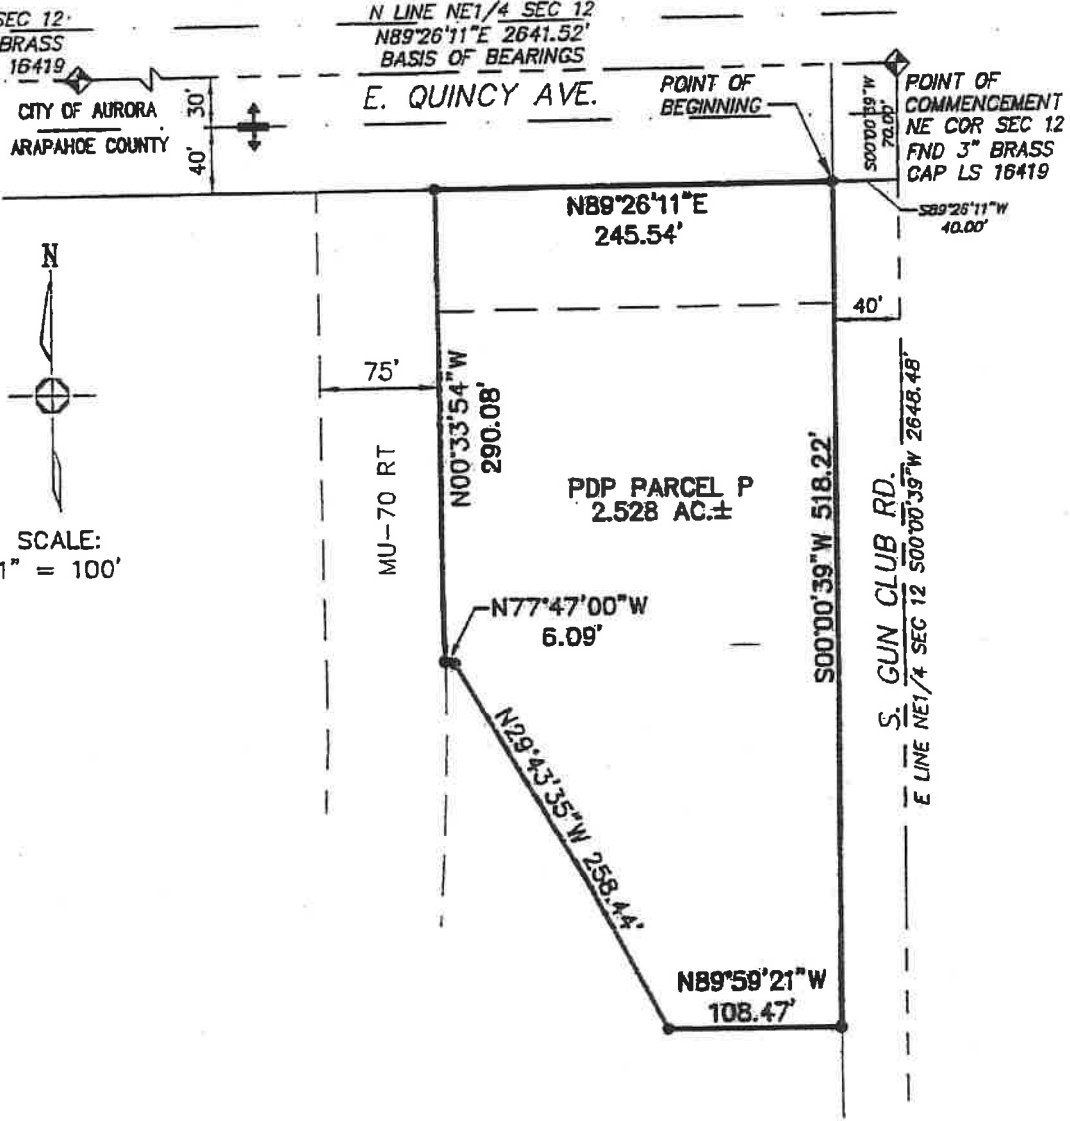 SEC 12
BRASS
16419
N LINE NE1/4 SEC 12
N89°26'11"E 2641.52'
BASIS OF BEARINGS
CITY OF AURORA
ARAPAHOE COUNTY
30'
40'
E. QUINCY AVE.
POINT OF
BEGINNING
S00°00'39"W
70.00'
POINT OF
COMMENCEMENT
NE COR SEC 12
FND 3" BRASS
CAP LS 16419
S89°26'11"W
40.00'
N89°26'11"E
245.54'
40'
N
SCALE:
1" = 100'
75'
MU-70 RT
N00°33'54"W
290.08'
PDP PARCEL P
2.528 AC.±
S00°00'39"W 518.22'
S. GUN CLUB RD.
E LINE NE1/4 SEC 12 S00°00'39"W 2648.48'
N77°47'00"W
6.09'
N29°43'35"W 258.44'
N89°59'21"W
108.47'